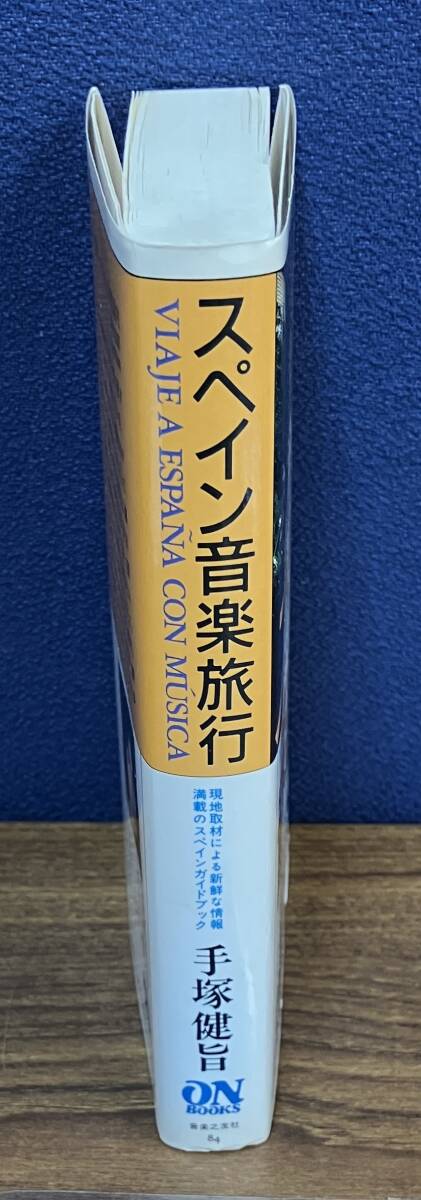 スペイン音楽旅行
VIAJE A ESPAÑA CON MÚSICA
現地取材による新鮮な情報
満載のスペインガイドブック
手塚健旨
ON
BOOKS
音楽之友社
84